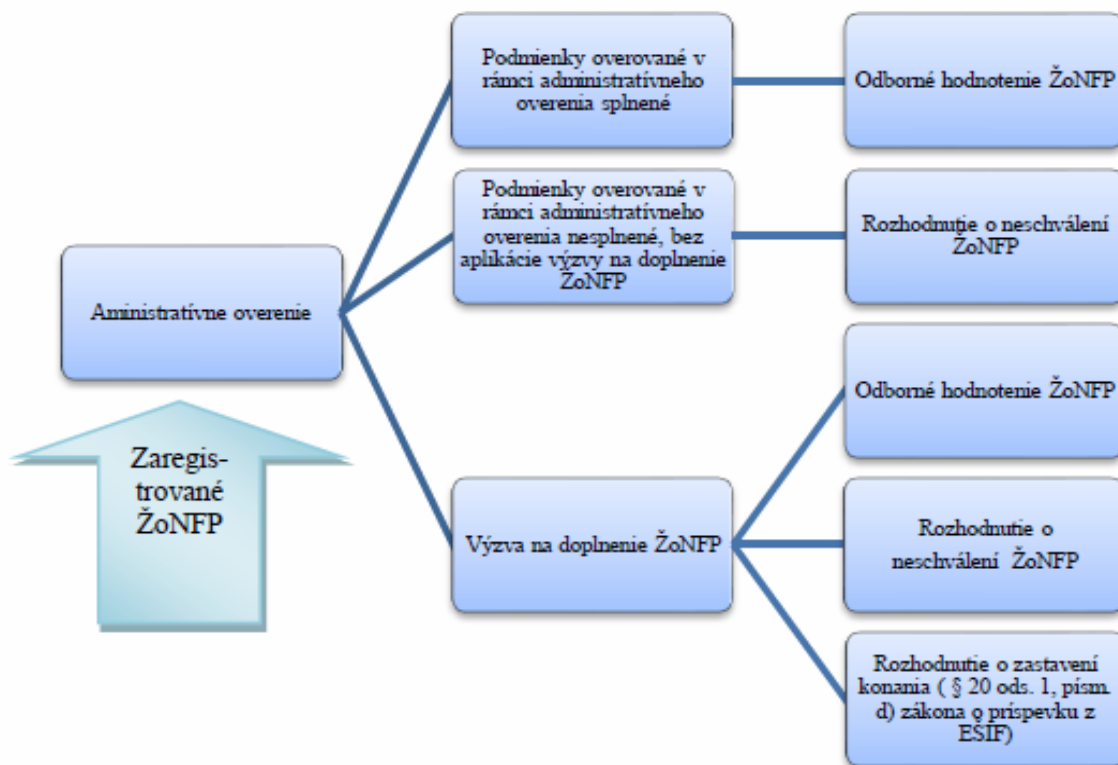 Podmienky overované v
rámci administratívneho
overenia splnené
Odborné hodnotenie ŽoNFP
Podmienky overované v
rámci administratívneho
overenia nesplnené, bez
aplikácie výzvy na doplnenie
ŽoNFP
Rozhodnutie o neschválení
ŽoNFP
Aministratívne overenie
Zaregis-
trované
ŽoNFP
Výzva na doplnenie ŽoNFP
Odborné hodnotenie ŽoNFP
Rozhodnutie o
neschválení ŽoNFP
Rozhodnutie o zastavení
konania ( § 20 ods. 1, písm.
d) zákona o príspevku z
EŠIF)